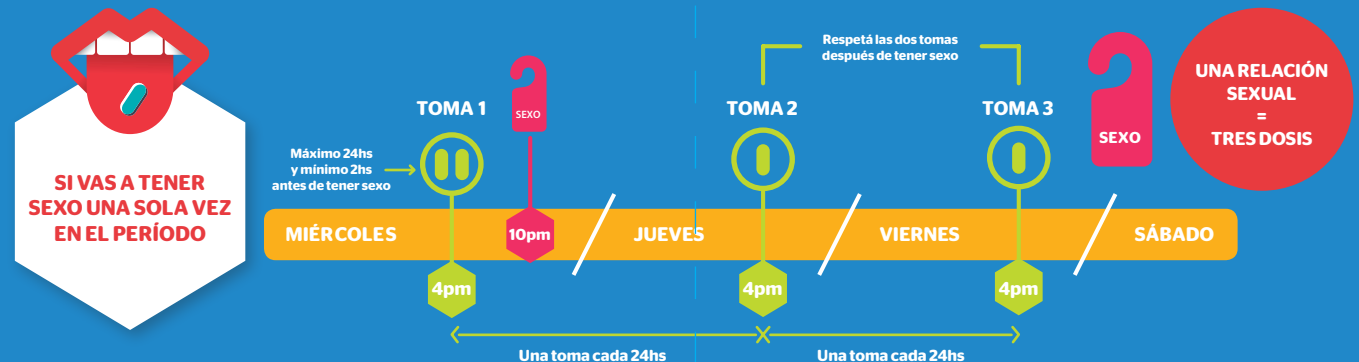 SI VAS A TENER
SEXO UNA SOLA VEZ
EN EL PERÍODO
Máximo 24hs
y mínimo 2hs
antes de tener sexo
TOMA 1
SEXO
TOMA 2
Respetá las dos tomas
después de tener sexo
TOMA 3
SEXO
UNA RELACIÓN
SEXUAL
=
TRES DOSIS
MIÉRCOLES
10pm
JUEVES
VIERNES
SÁBADO
4pm
4pm
4pm
Una toma cada 24hs
Una toma cada 24hs